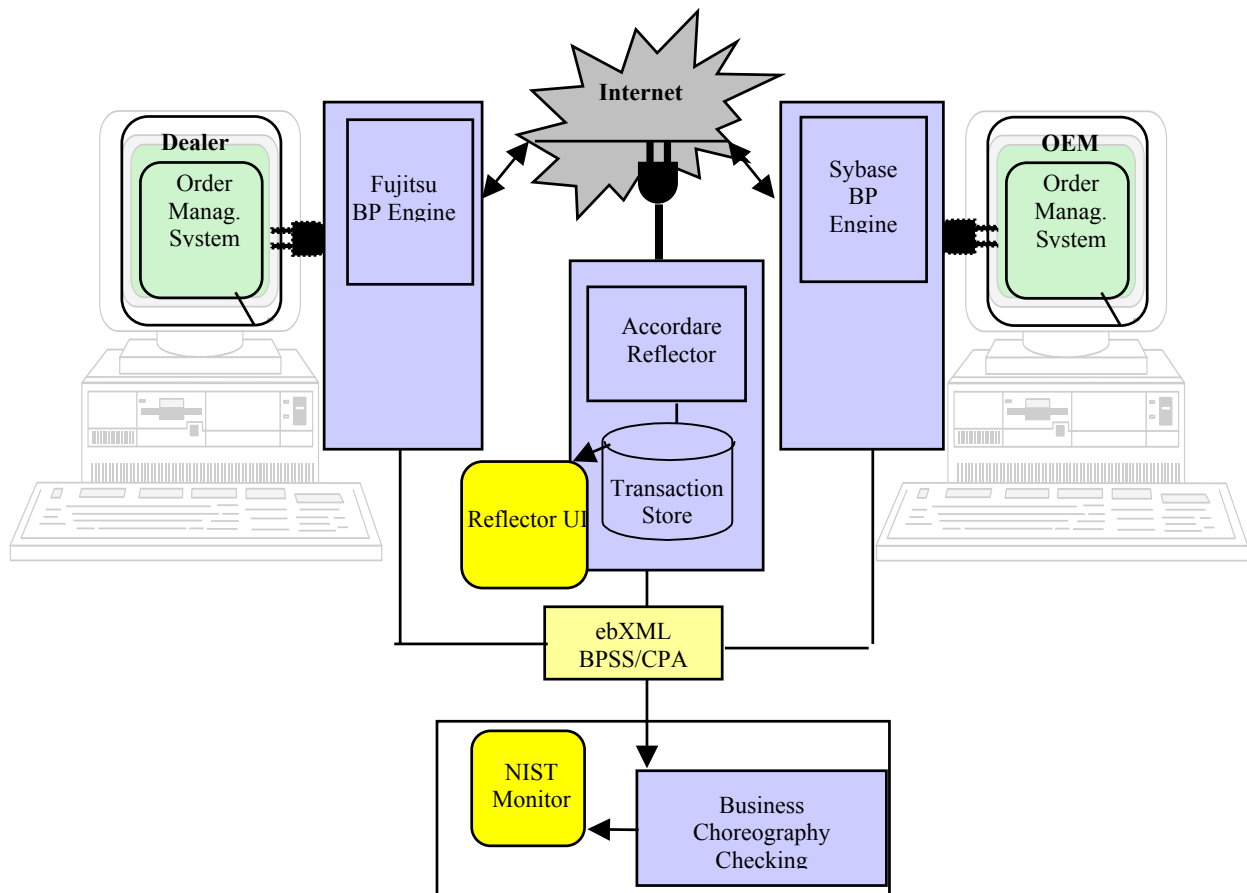 Internet
Dealer
Order
Manag.
System
Fujitsu
BP Engine
Sybase
BP
Engine
OEM
Order
Manag.
System
Accordare
Reflector
Transaction
Store
Reflector UI
ebXML
BPSS/CPA
NIST
Monitor
Business
Choreography
Checking